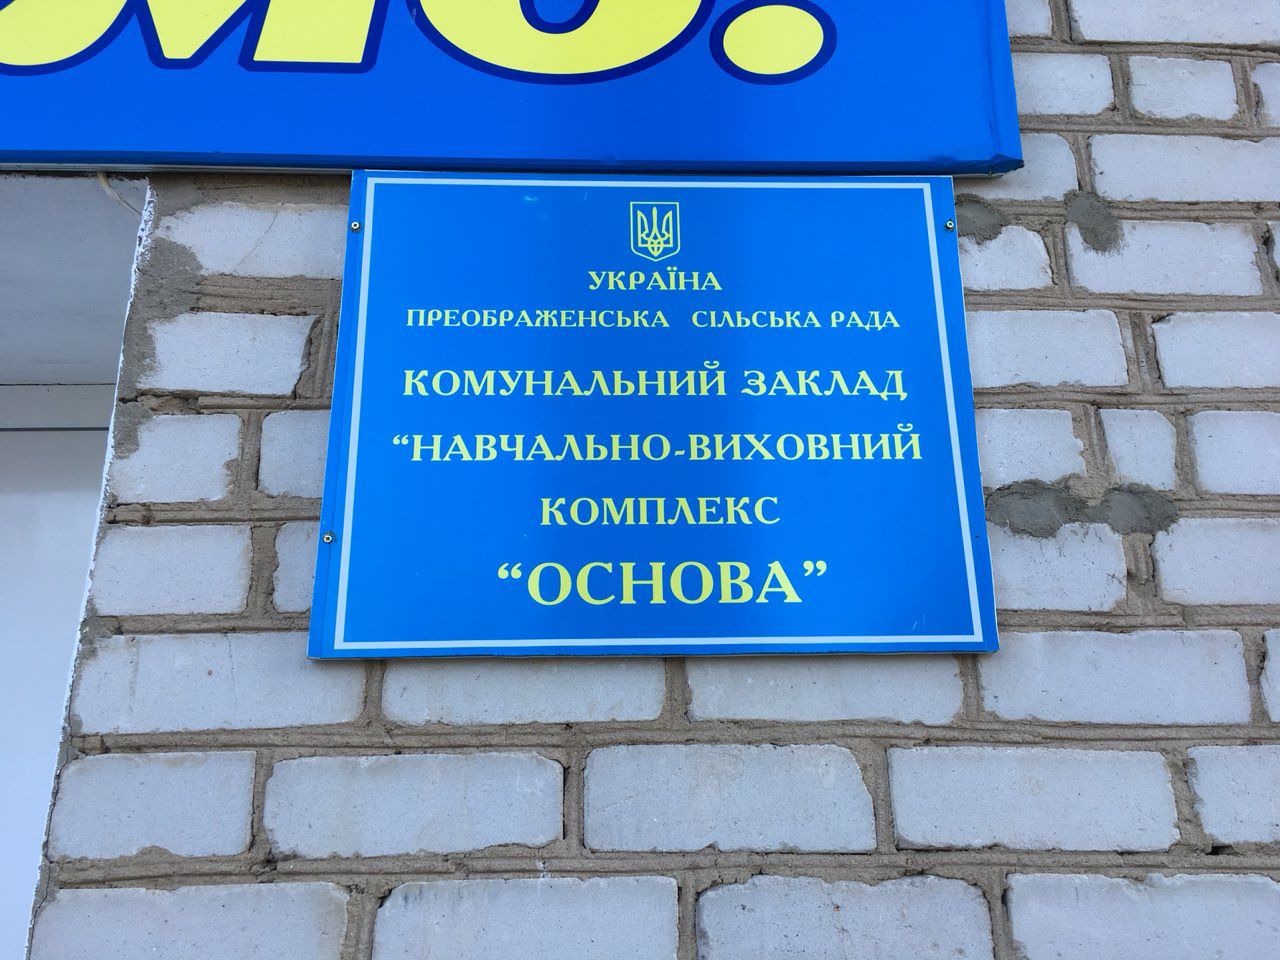 УКРАЇНА
ПРЕОБРАЖЕНСЬКА СІЛЬСЬКА РАДА
КОМУНАЛЬНИЙ ЗАКЛАД
“НАВЧАЛЬНО-ВИХОВНИЙ
КОМПЛЕКС
“ОСНОВА”